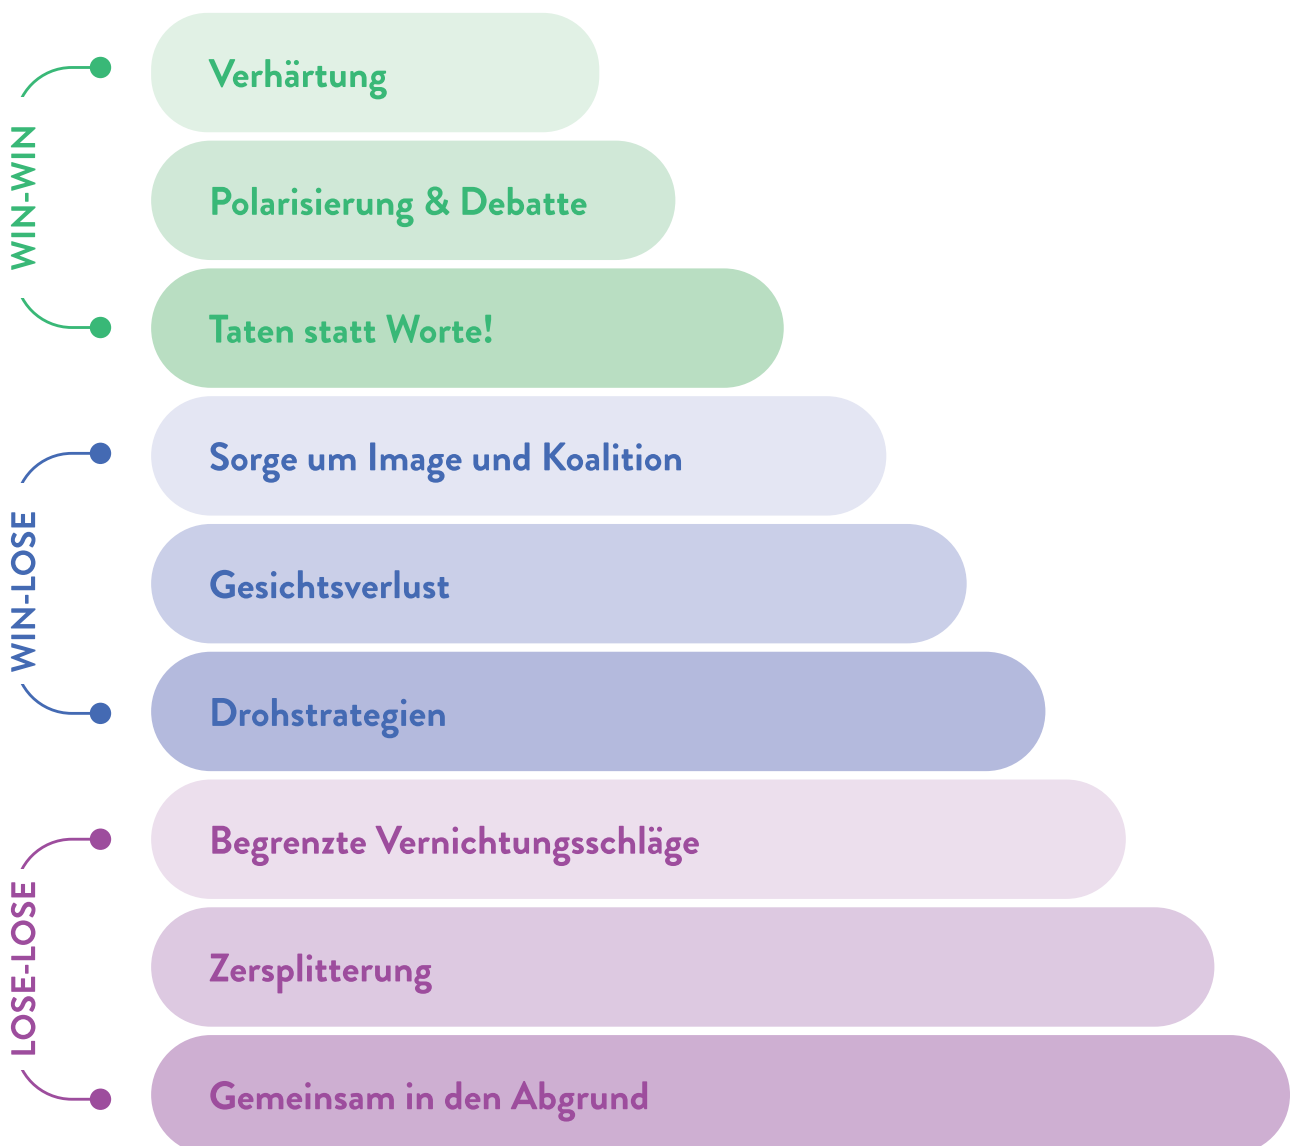 WIN-WIN
Verhärtung
Polarisierung & Debatte
Taten statt Worte!
WIN-LOSE
Sorge um Image und Koalition
Gesichtsverlust
Drohstrategien
LOSE-LOSE
Begrenzte Vernichtungsschläge
Zersplitterung
Gemeinsam in den Abgrund